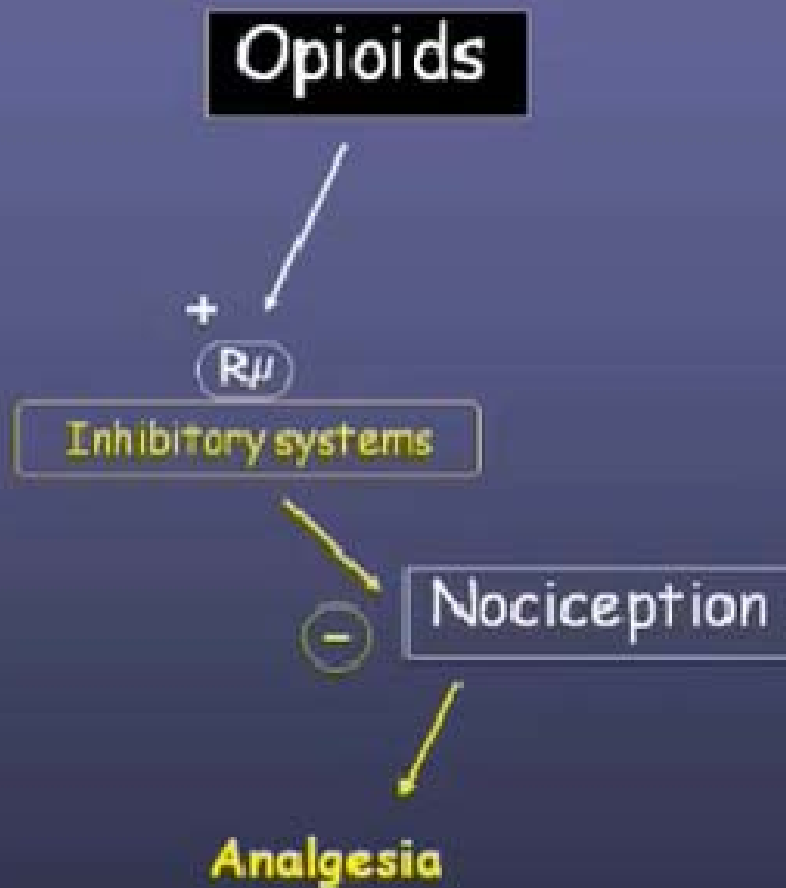 Opioids
+
Rμ
Inhibitory systems
Nociception
−
Analgesia